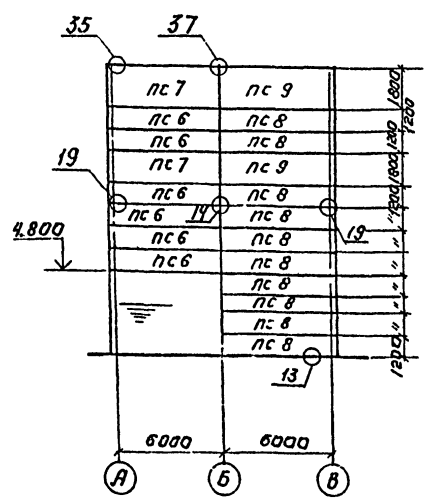 35 37
пс 7 пс 9 1800
пс 6 пс 8 1200
пс 6 пс 8 1200
19 пс 7 пс 9 1800
пс 6 пс 8 1200
14 19
пс 6 пс 8 "
4.800 пс 6 пс 8 "
пс 6 пс 8 "
пс 8 "
пс 8 "
пс 8 "
пс 8 1200
13
6000 6000
А Б В